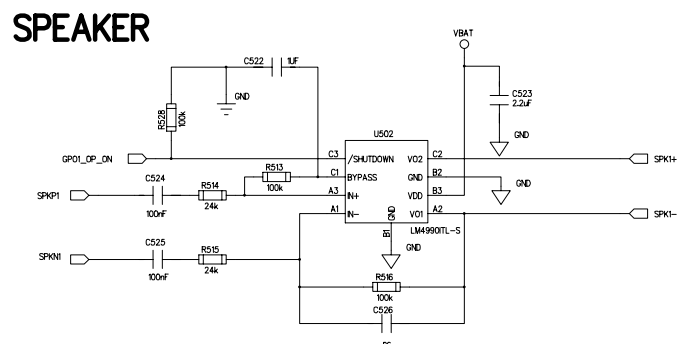 SPEAKER
VBAT
C522 1UF
GND
C523
2.2uF
GND
R528
100k
U502
GPO1_OP_ON
C3 /SHUTDOWN VO2 C2
SPK1+
R513
100k
C1 BYPASS GND B2
GND
C524
100nF
R514
24k
SPKP1
A3 IN+ VDD B3
A1 IN- VO1 A2
SPK1-
GND
B1
LM4990ITL-S
GND
SPKN1
C525
100nF
R515
24k
R516
100k
C526